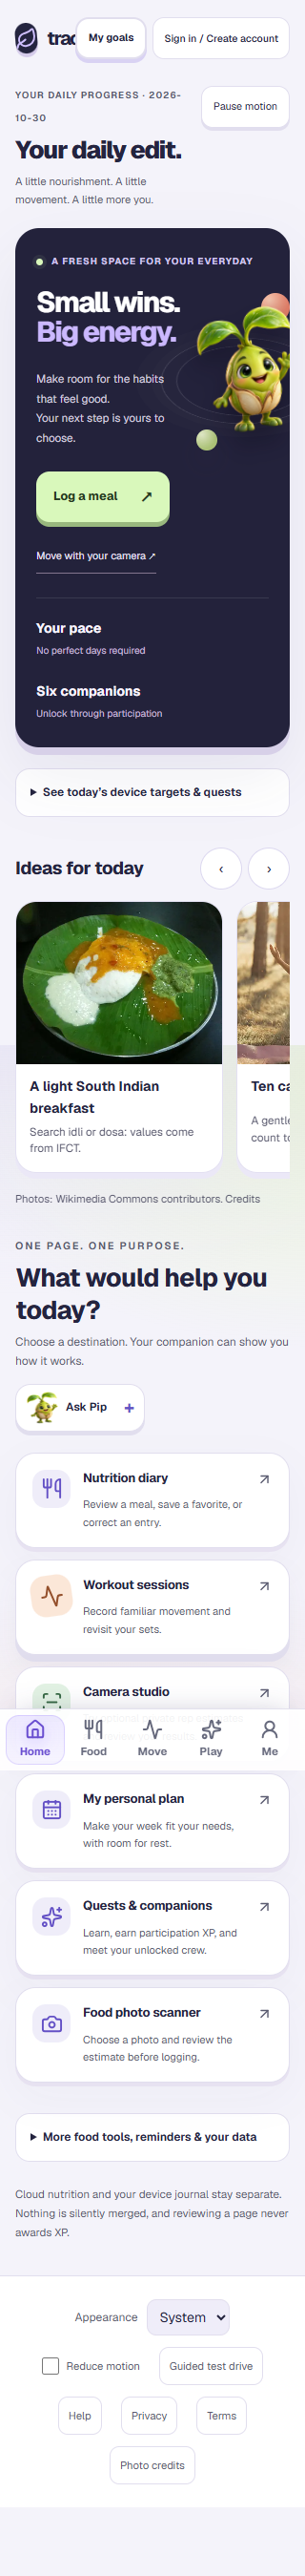 trac
My goals
Sign in / Create account
YOUR DAILY PROGRESS · 2026-
10-30
Pause motion
Your daily edit.
A little nourishment. A little
movement. A little more you.
A FRESH SPACE FOR YOUR EVERYDAY
Small wins.
Big energy.
Make room for the habits
that feel good.
Your next step is yours to
choose.
Log a meal ↗
Move with your camera ↗
Your pace
No perfect days required
Six companions
Unlock through participation
▶ See today's device targets & quests
Ideas for today
‹ ›
A light South Indian
breakfast
Search idli or dosa: values come
from IFCT.
Ten ca
A gentle
count to
Photos: Wikimedia Commons contributors. Credits
ONE PAGE. ONE PURPOSE.
What would help you
today?
Choose a destination. Your companion can show you
how it works.
Ask Pip +
Nutrition diary
Review a meal, save a favorite, or
correct an entry.
Workout sessions
Record familiar movement and
revisit your sets.
Camera studio
Home
Food
Move
Play
Me
My personal plan
Make your week fit your needs,
with room for rest.
Quests & companions
Learn, earn participation XP, and
meet your unlocked crew.
Food photo scanner
Choose a photo and review the
estimate before logging.
▶ More food tools, reminders & your data
Cloud nutrition and your device journal stay separate.
Nothing is silently merged, and reviewing a page never
awards XP.
Appearance
System
Reduce motion
Guided test drive
Help
Privacy
Terms
Photo credits